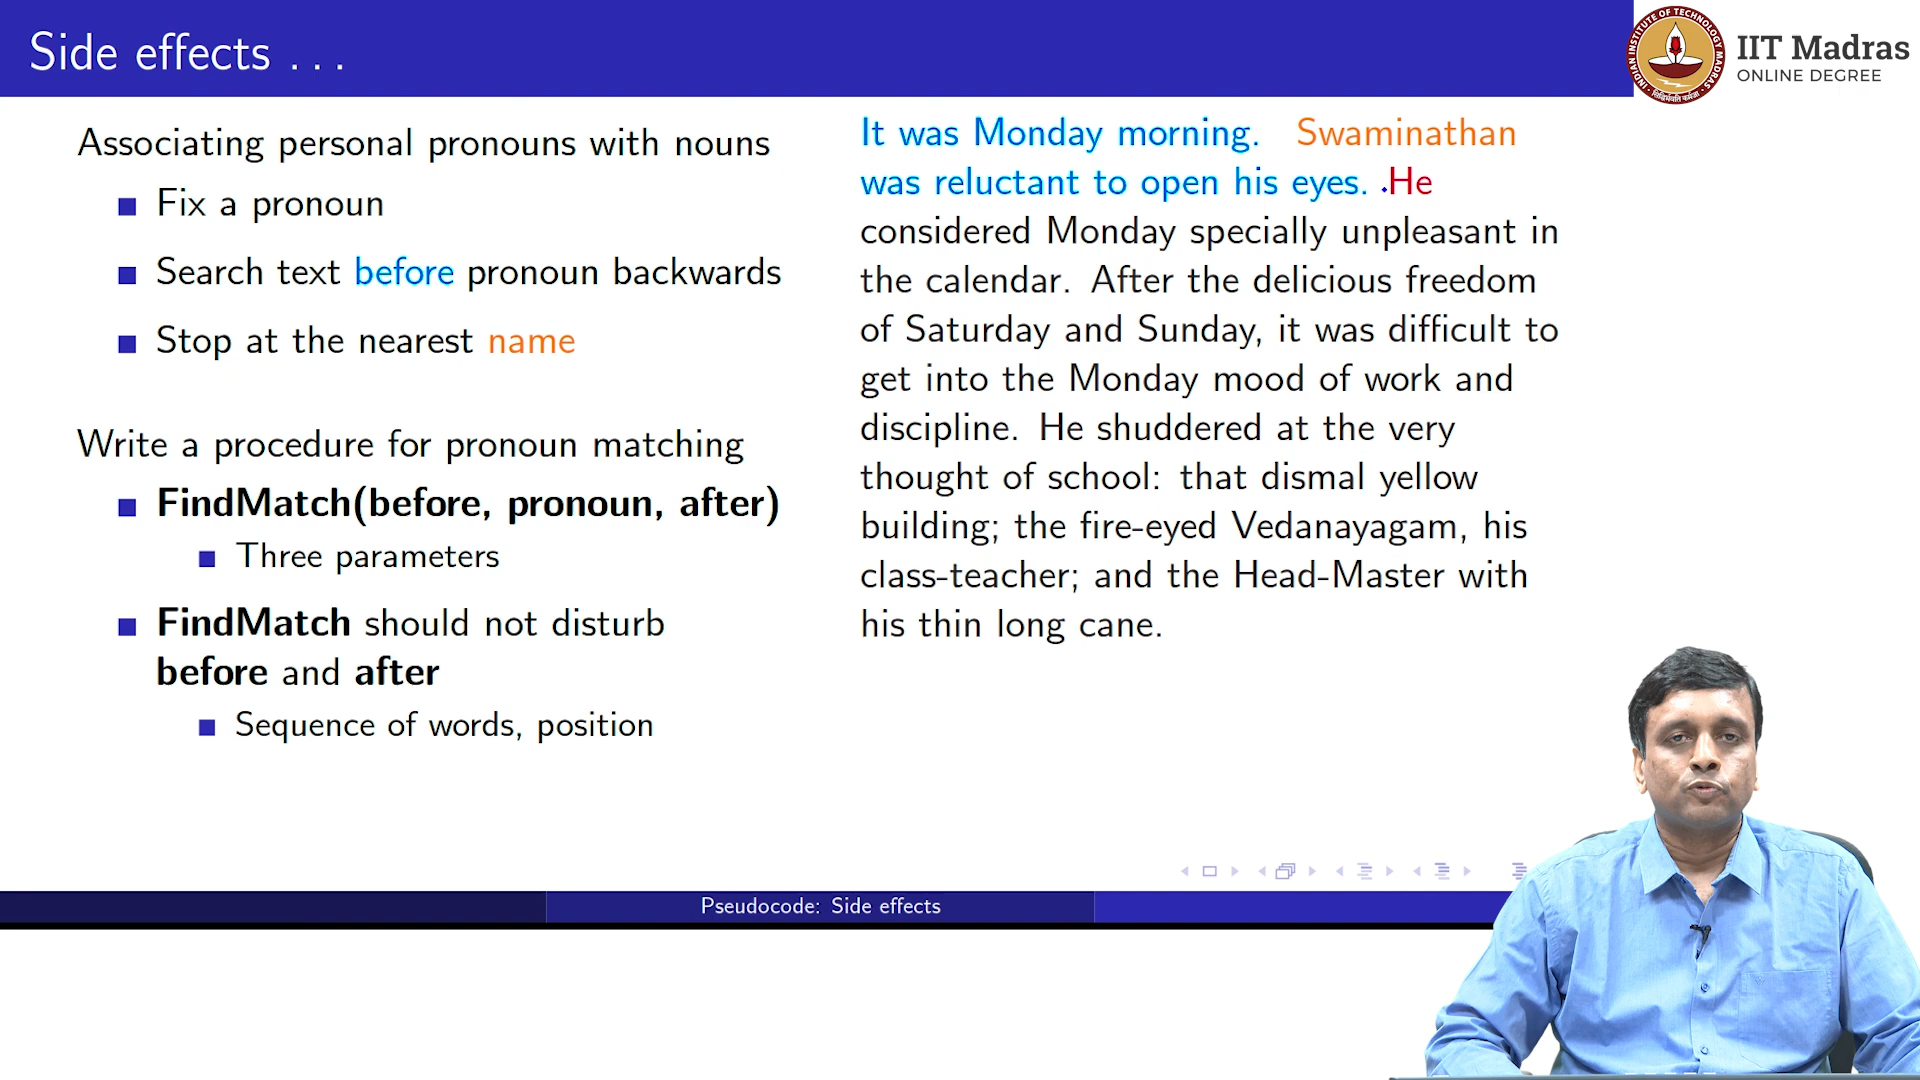 Side effects . . .
IIT Madras
ONLINE DEGREE
INDIAN INSTITUTE OF TECHNOLOGY MADRAS
Associating personal pronouns with nouns
Fix a pronoun
Search text before pronoun backwards
Stop at the nearest name
Write a procedure for pronoun matching
FindMatch(before, pronoun, after)
Three parameters
FindMatch should not disturb
before and after
Sequence of words, position
It was Monday morning. Swaminathan
was reluctant to open his eyes. He
considered Monday specially unpleasant in
the calendar. After the delicious freedom
of Saturday and Sunday, it was difficult to
get into the Monday mood of work and
discipline. He shuddered at the very
thought of school: that dismal yellow
building; the fire-eyed Vedanayagam, his
class-teacher; and the Head-Master with
his thin long cane.
Pseudocode: Side effects